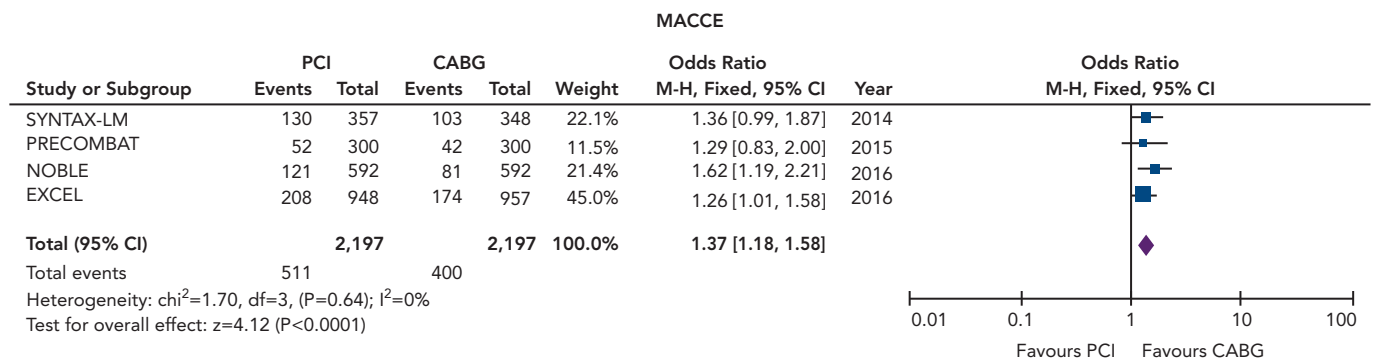 MACCE
PCI CABG Odds Ratio Odds Ratio
Study or Subgroup Events Total Events Total Weight M-H, Fixed, 95% CI Year M-H, Fixed, 95% CI
SYNTAX-LM 130 357 103 348 22.1% 1.36 [0.99, 1.87] 2014
PRECOMBAT 52 300 42 300 11.5% 1.29 [0.83, 2.00] 2015
NOBLE 121 592 81 592 21.4% 1.62 [1.19, 2.21] 2016
EXCEL 208 948 174 957 45.0% 1.26 [1.01, 1.58] 2016
Total (95% CI) 2,197 2,197 100.0% 1.37 [1.18, 1.58]
Total events 511 400
Heterogeneity: chi²=1.70, df=3, (P=0.64); I²=0%
Test for overall effect: z=4.12 (P<0.0001)
0.01 0.1 1 10 100
Favours PCI Favours CABG